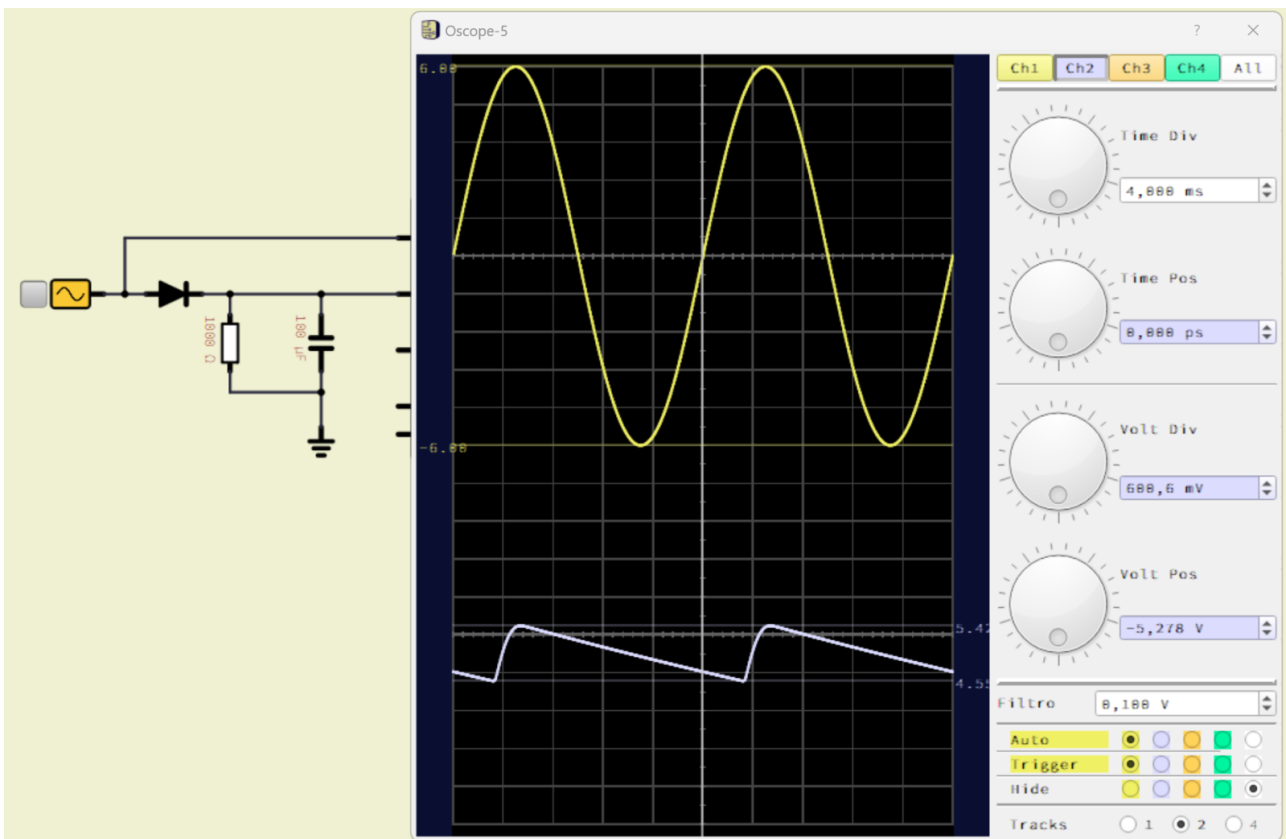 Oscope-5
?
Ch1 Ch2 Ch3 Ch4 All
6.00
Time Div
4,000 ms
Time Pos
0,000 ps
1000 Ω
100 µF
Volt Div
600,6 mV
-6.00
Volt Pos
-5,278 V
5.42
4.55
Filtro 0,100 V
Auto
Trigger
Hide
Tracks 1 2 4